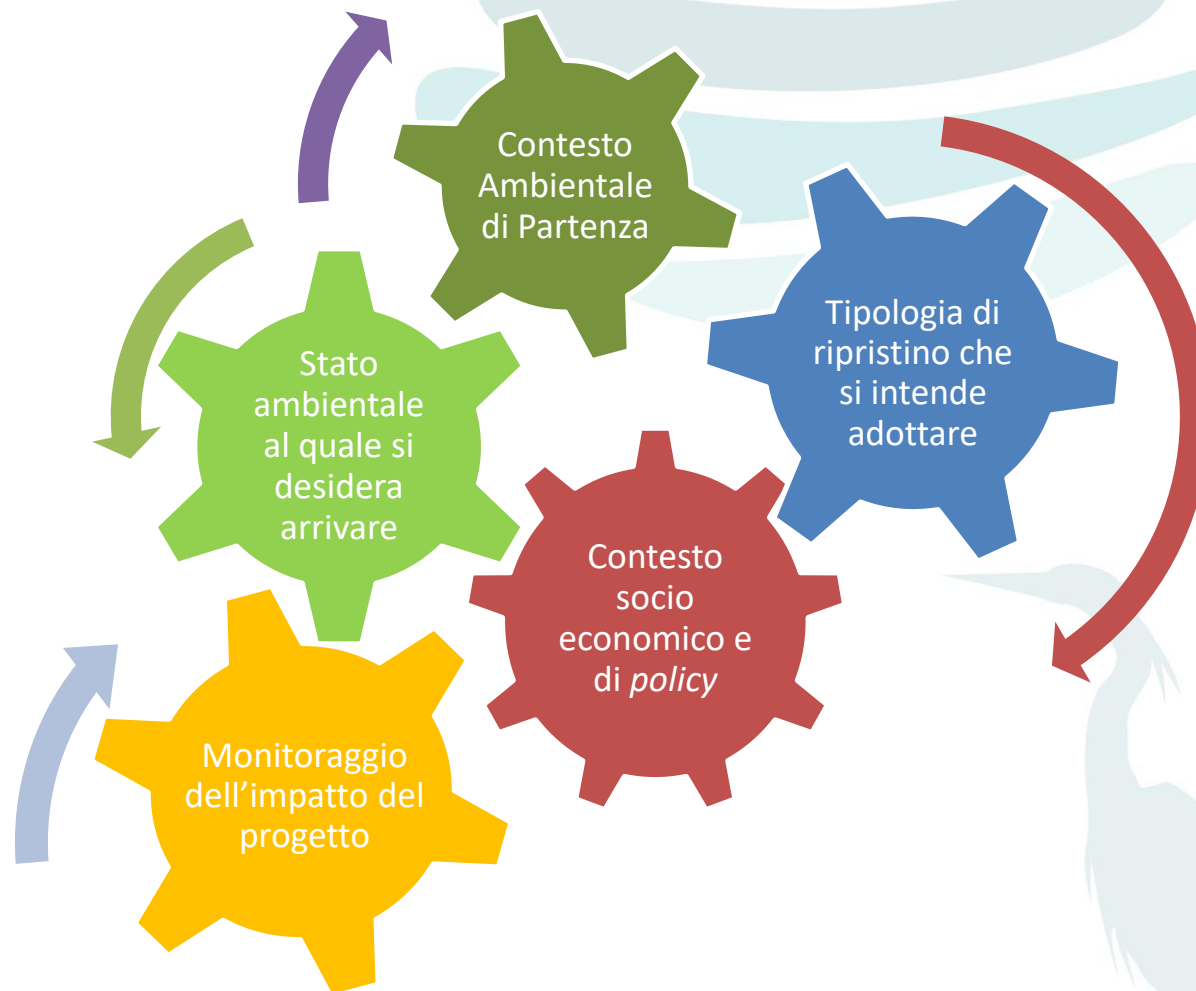 Contesto
Ambientale
di Partenza
Tipologia di
ripristino che
si intende
adottare
Stato
ambientale
al quale si
desidera
arrivare
Contesto
socio
economico e
di policy
Monitoraggio
dell’impatto del
progetto